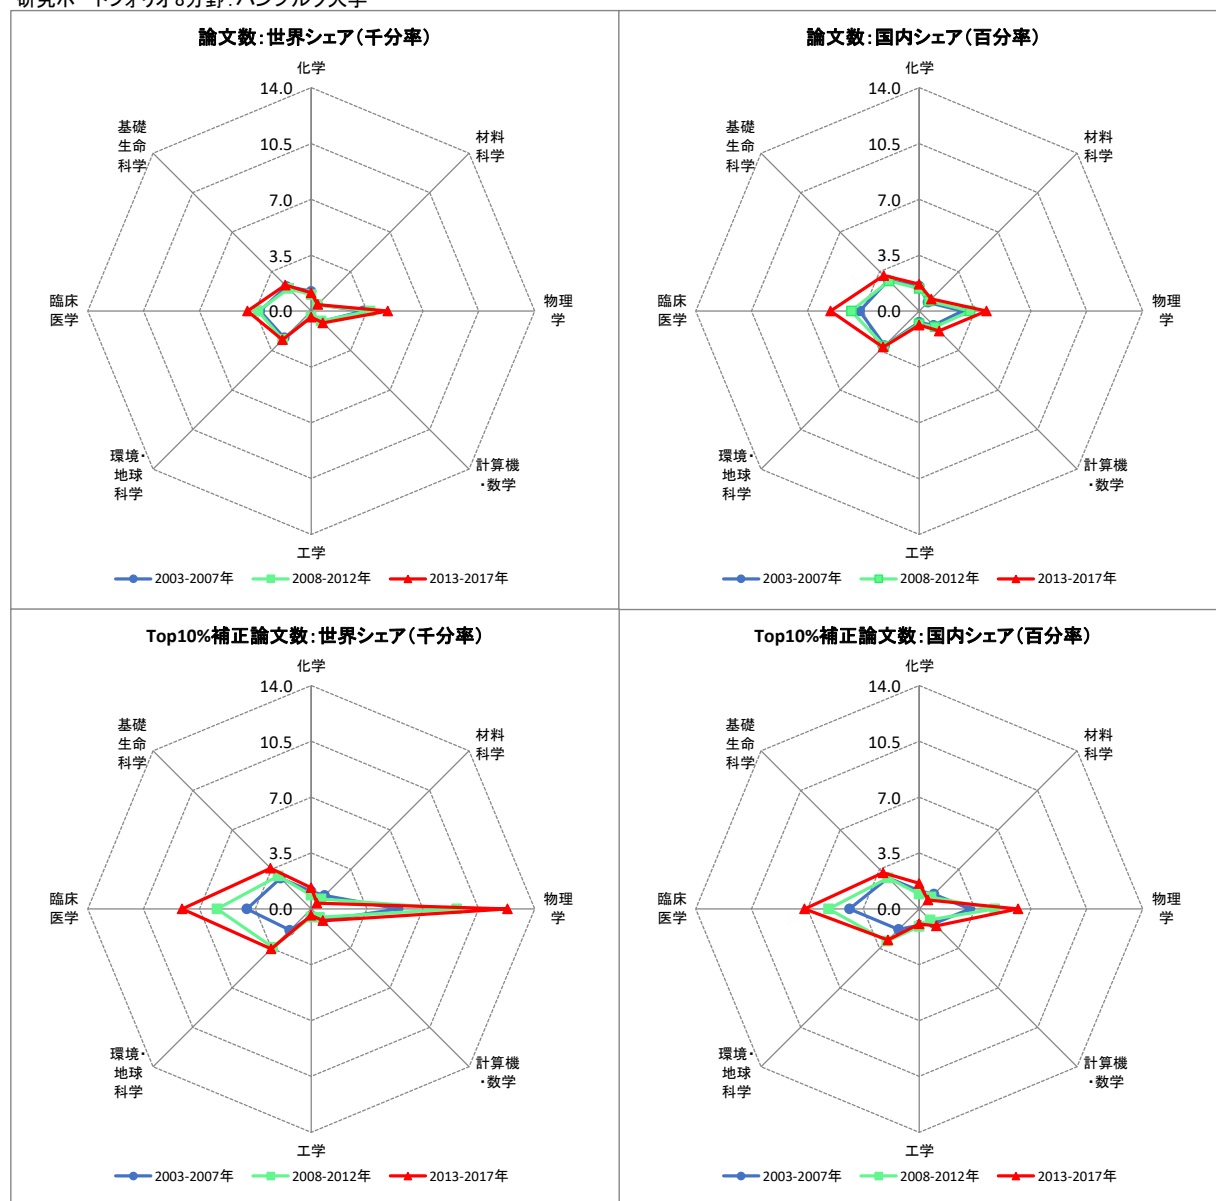 研究ポートフォリオ8分野：ハンブルク大学
論文数：世界シェア（千分率）
化学
14.0
10.5
7.0
3.5
0.0
材料
科学
物理
学
計算機
・数学
工学
環境・
地球
科学
臨床
医学
基礎
生命
科学
2003-2007年
2008-2012年
2013-2017年
論文数：国内シェア（百分率）
化学
14.0
10.5
7.0
3.5
0.0
材料
科学
物理
学
計算機
・数学
工学
環境・
地球
科学
臨床
医学
基礎
生命
科学
2003-2007年
2008-2012年
2013-2017年
Top10%補正論文数：世界シェア（千分率）
化学
14.0
10.5
7.0
3.5
0.0
材料
科学
物理
学
計算機
・数学
工学
環境・
地球
科学
臨床
医学
基礎
生命
科学
2003-2007年
2008-2012年
2013-2017年
Top10%補正論文数：国内シェア（百分率）
化学
14.0
10.5
7.0
3.5
0.0
材料
科学
物理
学
計算機
・数学
工学
環境・
地球
科学
臨床
医学
基礎
生命
科学
2003-2007年
2008-2012年
2013-2017年